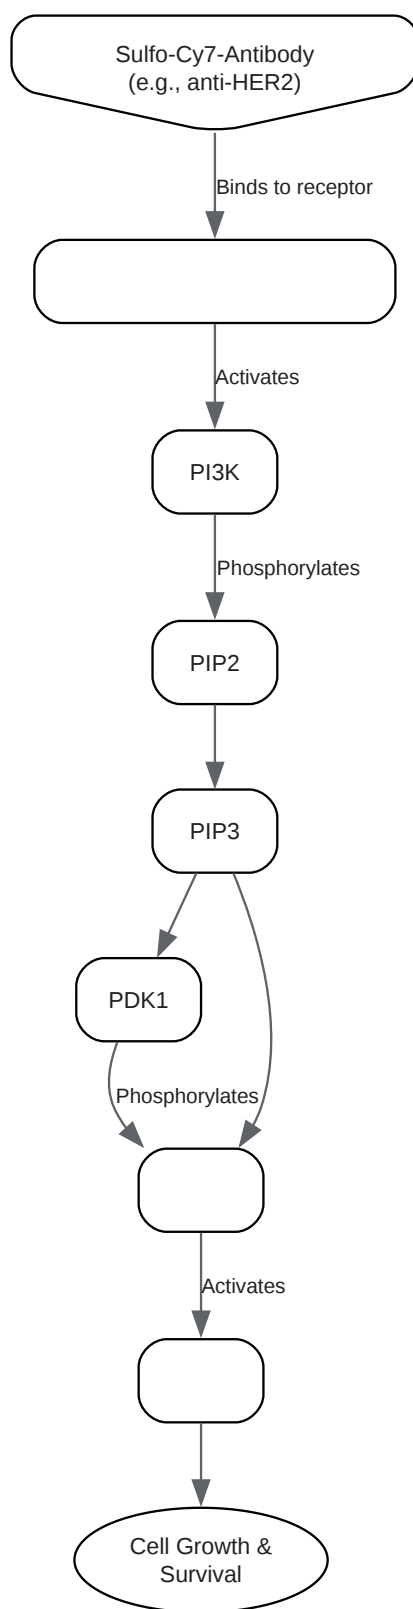 Sulfo-Cy7-Antibody
(e.g., anti-HER2)
Binds to receptor
Activates
PI3K
Phosphorylates
PIP2
PIP3
PDK1
Phosphorylates
Activates
Cell Growth &
Survival